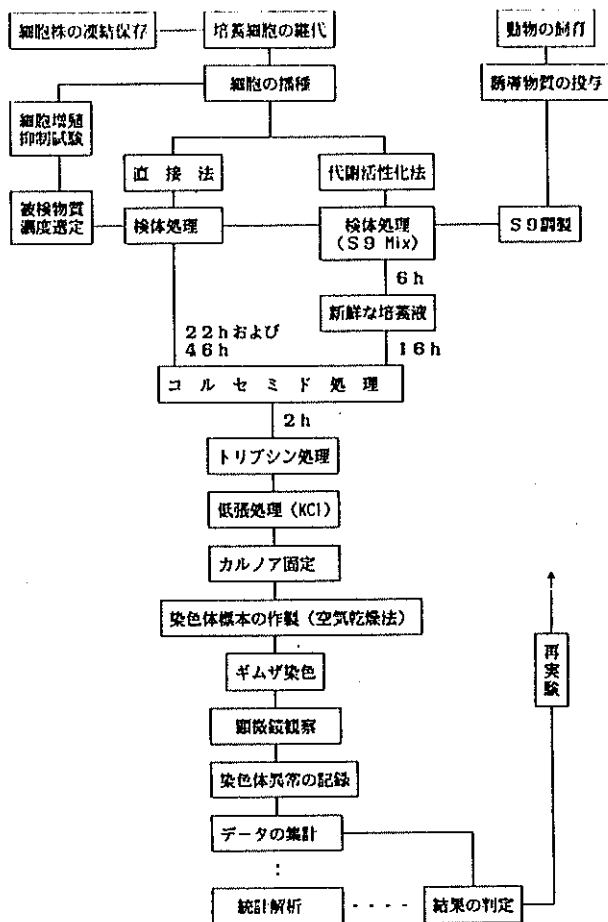 細胞株の凍結保存
培養細胞の継代
動物の飼育
細胞の播種
誘導物質の投与
細胞増殖
抑制試験
直接法
代謝活性化法
被検物質
濃度選定
検体処理
検体処理
(S9 Mix)
S9調製
6h
新鮮な培養液
22hおよび
46h
16h
コルセミド処理
2h
トリプシン処理
低張処理(KCl)
カルノア固定
染色体標本の作製(空気乾燥法)
ギムザ染色
再実験
顕微鏡観察
染色体異常の記録
データの集計
統計解析
結果の判定